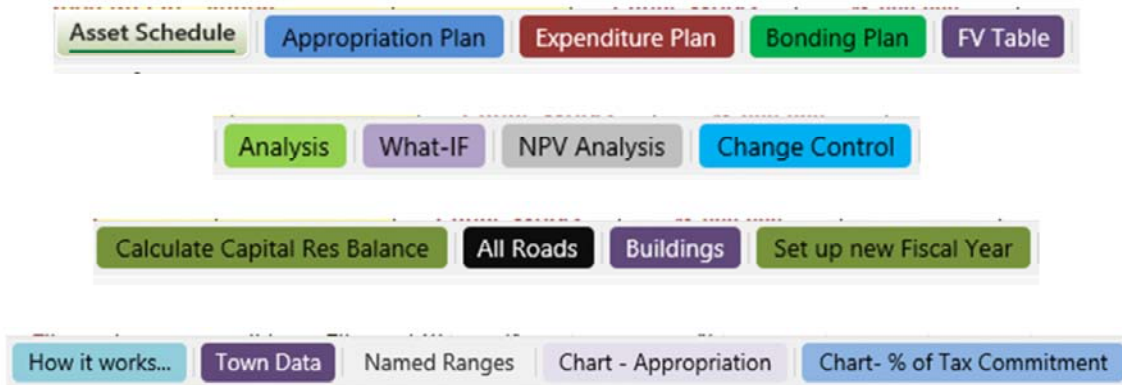 Asset Schedule Appropriation Plan Expenditure Plan Bonding Plan FV Table
Analysis What-IF NPV Analysis Change Control
Calculate Capital Res Balance All Roads Buildings Set up new Fiscal Year
How it works... Town Data Named Ranges Chart - Appropriation Chart- % of Tax Commitment